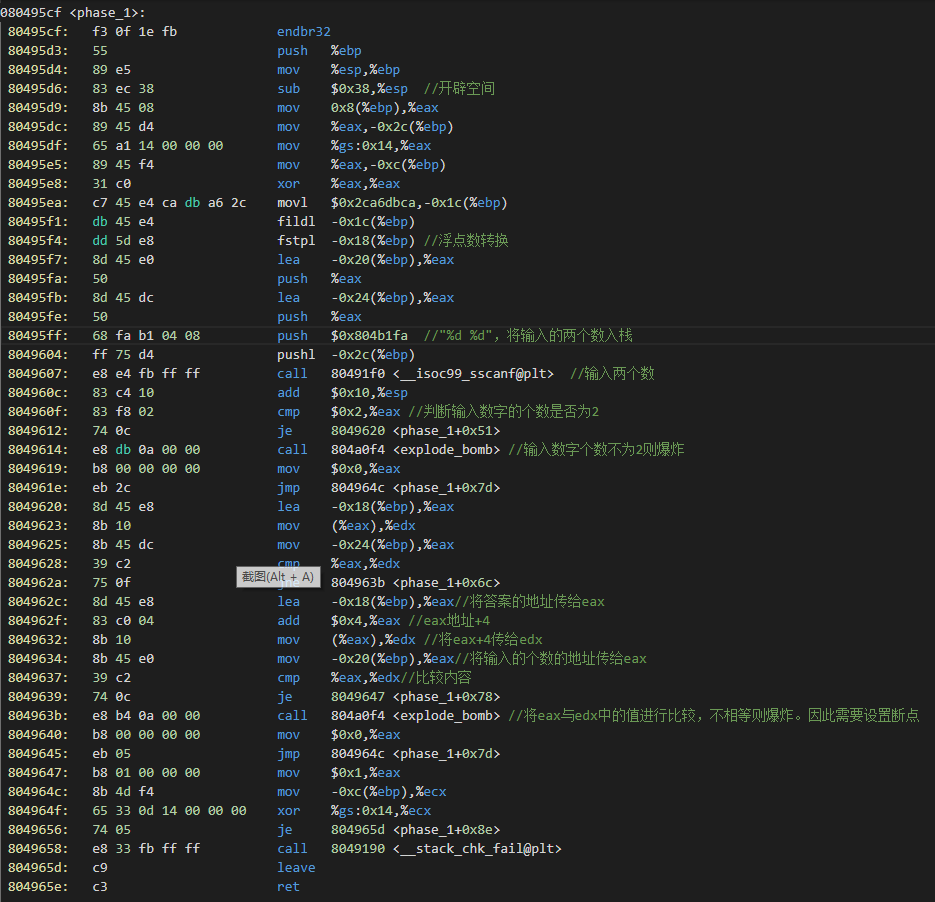 080495cf <phase_1>:
80495cf: f3 0f 1e fb endbr32
80495d3: 55 push %ebp
80495d4: 89 e5 mov %esp,%ebp
80495d6: 83 ec 38 sub $0x38,%esp //开辟空间
80495d9: 8b 45 08 mov 0x8(%ebp),%eax
80495dc: 89 45 d4 mov %eax,-0x2c(%ebp)
80495df: 65 a1 14 00 00 00 mov %gs:0x14,%eax
80495e5: 89 45 f4 mov %eax,-0xc(%ebp)
80495e8: 31 c0 xor %eax,%eax
80495ea: c7 45 e4 ca db a6 2c movl $0x2ca6dbca,-0x1c(%ebp)
80495f1: db 45 e4 fildl -0x1c(%ebp)
80495f4: dd 5d e8 fstpl -0x18(%ebp) //浮点数转换
80495f7: 8d 45 e0 lea -0x20(%ebp),%eax
80495fa: 50 push %eax
80495fb: 8d 45 dc lea -0x24(%ebp),%eax
80495fe: 50 push %eax
80495ff: 68 fa b1 04 08 push $0x804b1fa //"%d %d"，将输入的两个数入栈
8049604: ff 75 d4 pushl -0x2c(%ebp)
8049607: e8 e4 fb ff ff call 80491f0 <__isoc99_sscanf@plt> //输入两个数
804960c: 83 c4 10 add $0x10,%esp
804960f: 83 f8 02 cmp $0x2,%eax //判断输入数字的个数是否为2
8049612: 74 0c je 8049620 <phase_1+0x51>
8049614: e8 db 0a 00 00 call 804a0f4 <explode_bomb> //输入数字个数不为2则爆炸
8049619: b8 00 00 00 00 mov $0x0,%eax
804961e: eb 2c jmp 804964c <phase_1+0x7d>
8049620: 8d 45 e8 lea -0x18(%ebp),%eax
8049623: 8b 10 mov (%eax),%edx
8049625: 8b 45 dc mov -0x24(%ebp),%eax
8049628: 39 c2 cmp %eax,%edx
截图(Alt + A)
804962a: 75 0f jne 804963b <phase_1+0x6c>
804962c: 8d 45 e8 lea -0x18(%ebp),%eax//将答案的地址传给eax
804962f: 83 c0 04 add $0x4,%eax //eax地址+4
8049632: 8b 10 mov (%eax),%edx //将eax+4传给edx
8049634: 8b 45 e0 mov -0x20(%ebp),%eax//将输入的个数的地址传给eax
8049637: 39 c2 cmp %eax,%edx//比较内容
8049639: 74 0c je 8049647 <phase_1+0x78>
804963b: e8 b4 0a 00 00 call 804a0f4 <explode_bomb> //将eax与edx中的值进行比较，不相等则爆炸。因此需要设置断点
8049640: b8 00 00 00 00 mov $0x0,%eax
8049645: eb 05 jmp 804964c <phase_1+0x7d>
8049647: b8 01 00 00 00 mov $0x1,%eax
804964c: 8b 4d f4 mov -0xc(%ebp),%ecx
804964f: 65 33 0d 14 00 00 00 xor %gs:0x14,%ecx
8049656: 74 05 je 804965d <phase_1+0x8e>
8049658: e8 33 fb ff ff call 8049190 <__stack_chk_fail@plt>
804965d: c9 leave
804965e: c3 ret